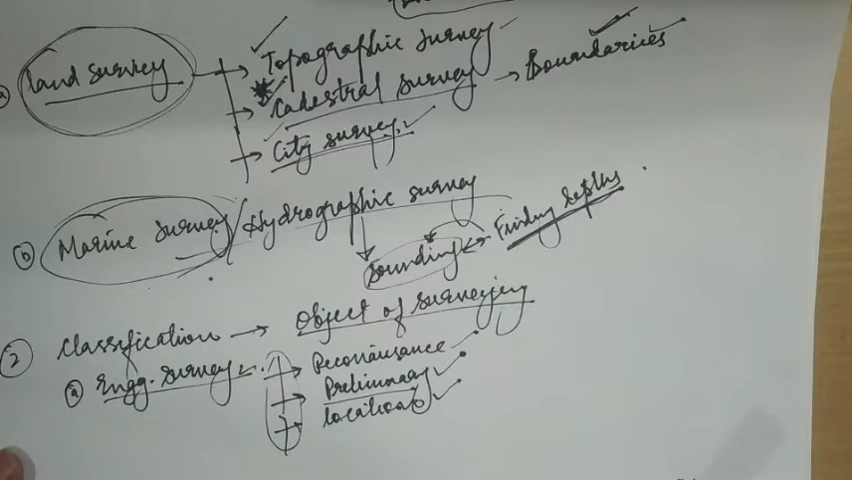 (a) Land survey → Topographic survey
→ Cadestral survey → Boundaries
→ City survey
(b) Marine survey / Hydrographic survey
Sounding Finding depths
(2) Classification → Object of surveying
(a) Engg. survey → Reconnaisance
→ Preliminary
→ location